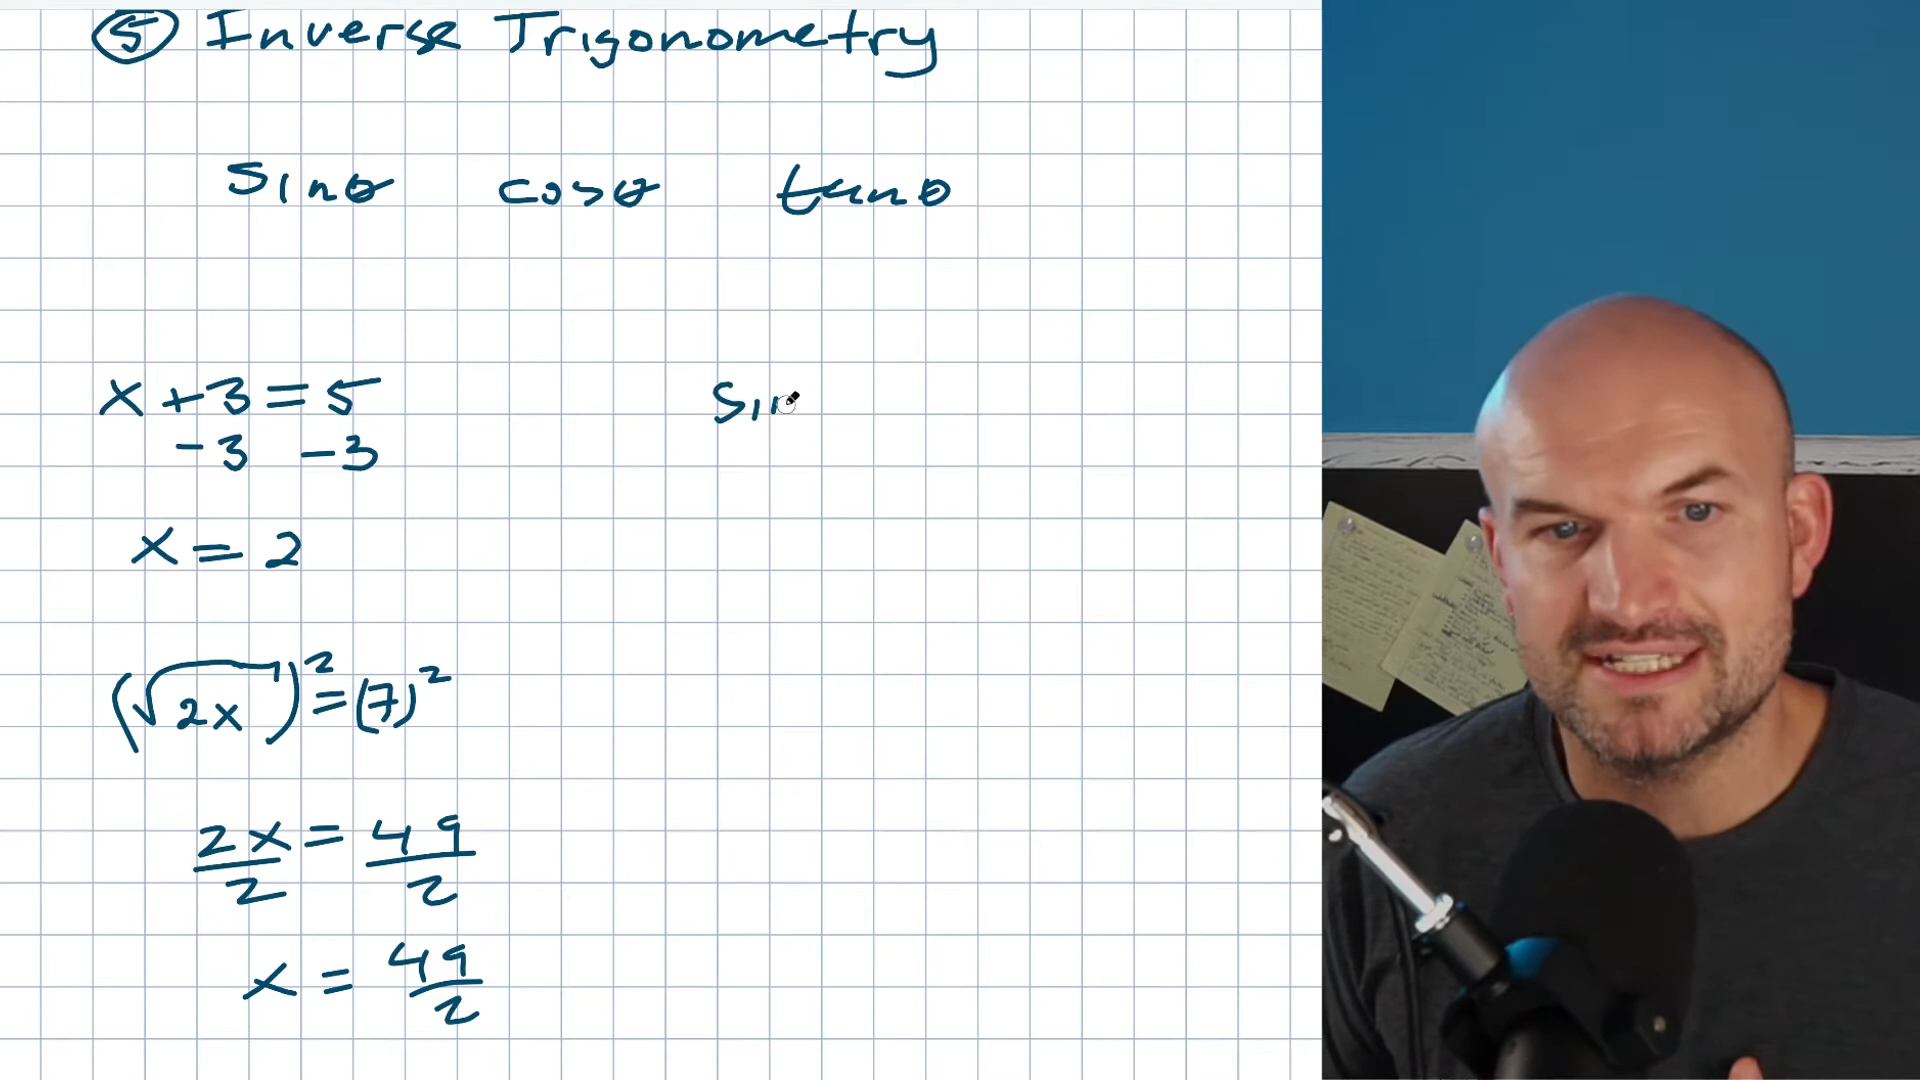 ⑤ Inverse Trigonometry
sinθ cosθ tanθ
x + 3 = 5
- 3 - 3
x = 2
(√2x)² = (7)²
2x/2 = 49/2
x = 49/2
Sin